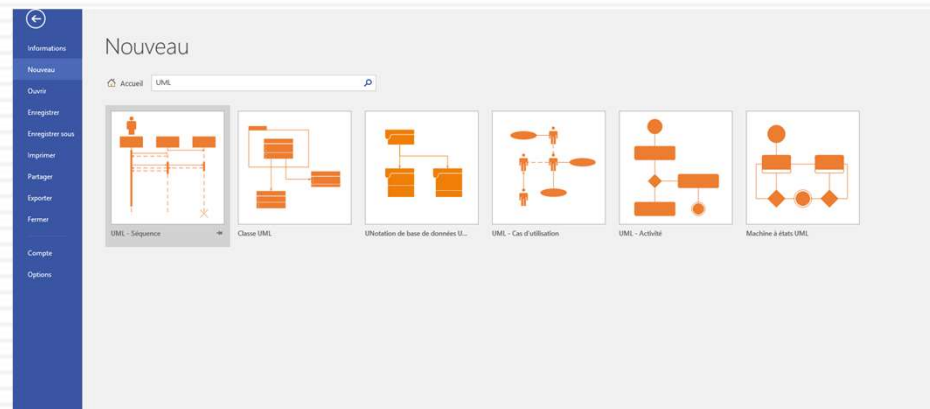 Informations
Nouveau
Ouvrir
Enregistrer
Enregistrer sous
Imprimer
Partager
Exporter
Fermer
Compte
Options
Nouveau
Accueil
UML
UML - Séquence
Classe UML
UNotation de base de données U...
UML - Cas d'utilisation
UML - Activité
Machine à états UML